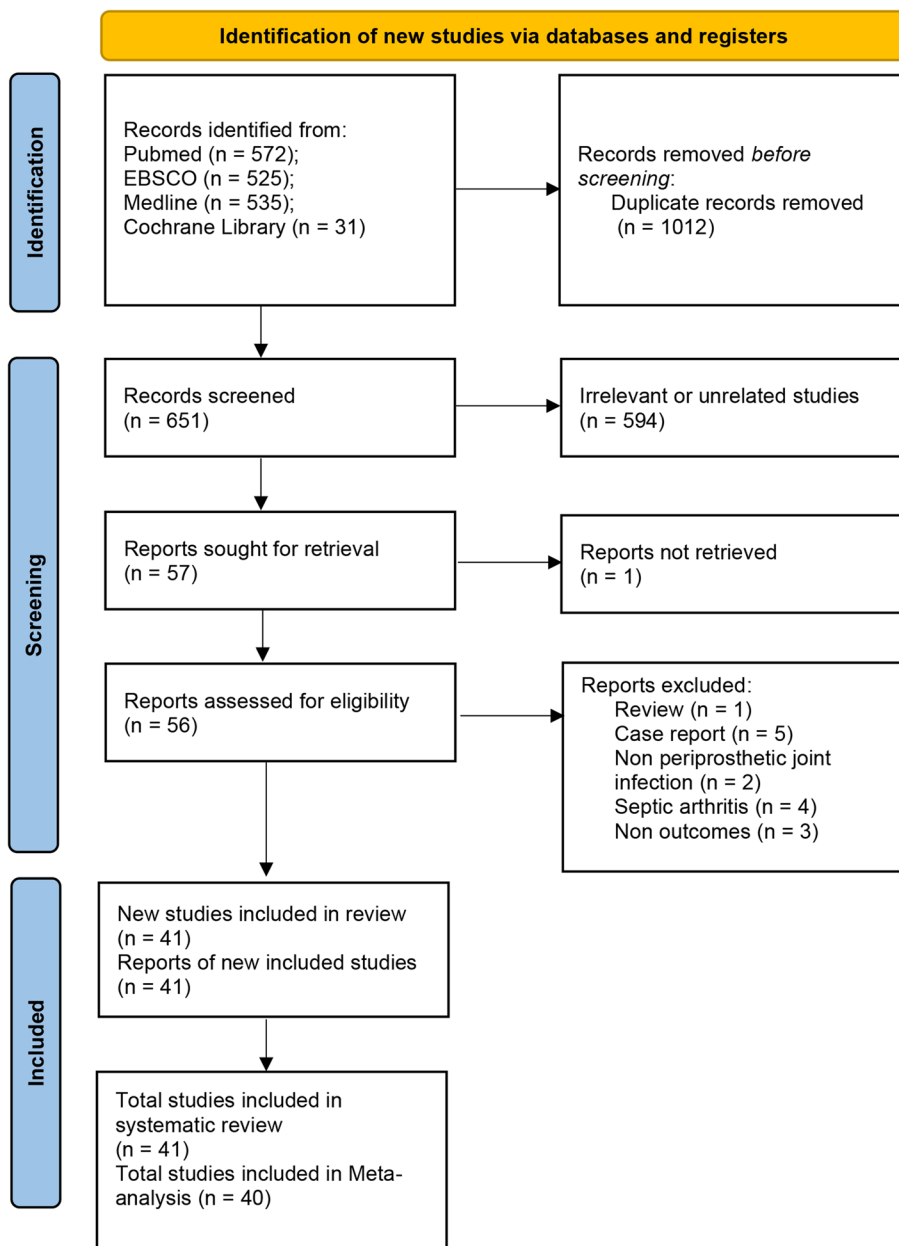 Identification of new studies via databases and registers
Identification
Records identified from:
Pubmed (n = 572);
EBSCO (n = 525);
Medline (n = 535);
Cochrane Library (n = 31)
Records removed before
screening:
Duplicate records removed
(n = 1012)
Screening
Records screened
(n = 651)
Irrelevant or unrelated studies
(n = 594)
Reports sought for retrieval
(n = 57)
Reports not retrieved
(n = 1)
Reports assessed for eligibility
(n = 56)
Reports excluded:
Review (n = 1)
Case report (n = 5)
Non periprosthetic joint
infection (n = 2)
Septic arthritis (n = 4)
Non outcomes (n = 3)
Included
New studies included in review
(n = 41)
Reports of new included studies
(n = 41)
Total studies included in
systematic review
(n = 41)
Total studies included in Meta-
analysis (n = 40)